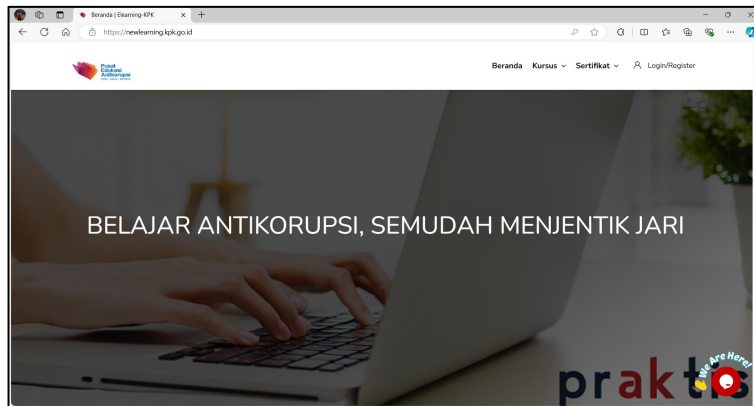 Beranda | Elearning-KPK
https://newlearning.kpk.go.id
Pusat
Edukasi
Antikorupsi
Beranda Kursus Sertifikat Login/Register
BELAJAR ANTIKORUPSI, SEMUDAH MENJENTIK JARI
praktis
We Are Here!